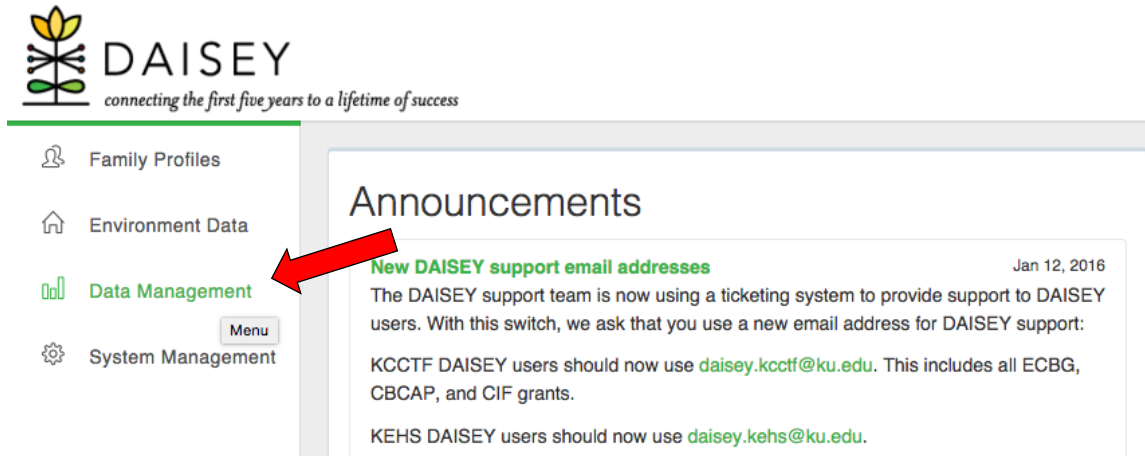 DAISEY
connecting the first five years to a lifetime of success
Family Profiles
Environment Data
Data Management
Menu
System Management
Announcements
New DAISEY support email addresses
Jan 12, 2016
The DAISEY support team is now using a ticketing system to provide support to DAISEY
users. With this switch, we ask that you use a new email address for DAISEY support:
KCCTF DAISEY users should now use daisey.kcctf@ku.edu. This includes all ECBG,
CBCAP, and CIF grants.
KEHS DAISEY users should now use daisey.kehs@ku.edu.